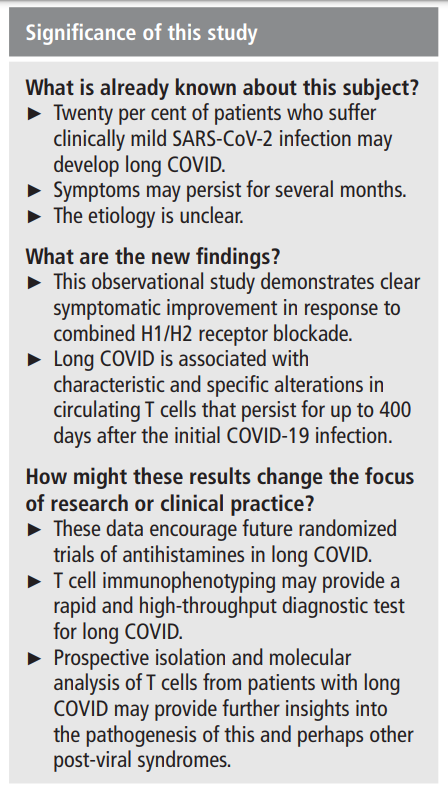 Significance of this study
What is already known about this subject?
► Twenty per cent of patients who suffer
clinically mild SARS-CoV-2 infection may
develop long COVID.
► Symptoms may persist for several months.
► The etiology is unclear.
What are the new findings?
► This observational study demonstrates clear
symptomatic improvement in response to
combined H1/H2 receptor blockade.
► Long COVID is associated with
characteristic and specific alterations in
circulating T cells that persist for up to 400
days after the initial COVID-19 infection.
How might these results change the focus
of research or clinical practice?
► These data encourage future randomized
trials of antihistamines in long COVID.
► T cell immunophenotyping may provide a
rapid and high-throughput diagnostic test
for long COVID.
► Prospective isolation and molecular
analysis of T cells from patients with long
COVID may provide further insights into
the pathogenesis of this and perhaps other
post-viral syndromes.